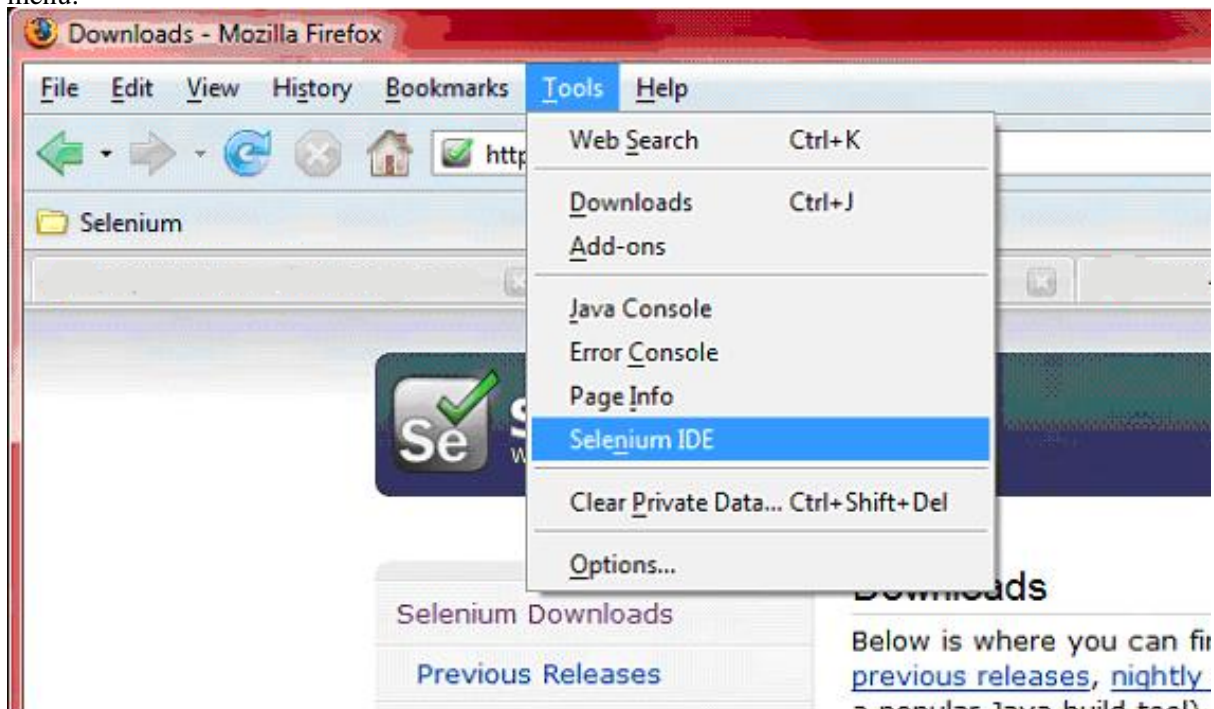 menu.
Downloads - Mozilla Firefox
File Edit View History Bookmarks Tools Help
http
Web Search Ctrl+K
Selenium
Downloads Ctrl+J
Add-ons
Java Console
Error Console
Page Info
Se
Selenium IDE
Clear Private Data... Ctrl+Shift+Del
Options...
Downloads
Selenium Downloads
Below is where you can
Previous Releases
previous releases, nightly